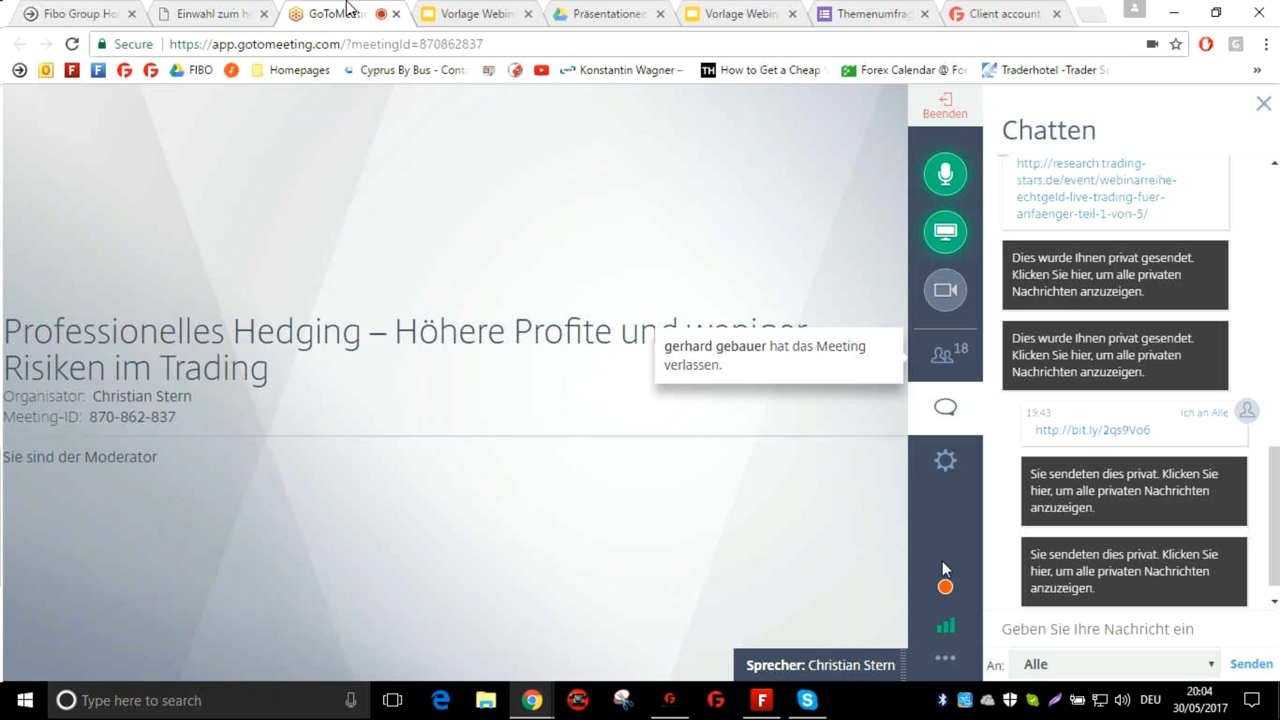 Fibo Group He
Einwahl zum h
GoToMeeti
Vorlage Webin
Präsentatione
Vorlage Webin
Themenumfra
Client account
Secure
https://app.gotomeeting.com/?meetingId=870862837
FIBO
Homepages
Cyprus By Bus - Cont
Konstantin Wagner –
How to Get a Cheap
Forex Calendar @ Fo
Traderhotel -Trader S
»
Beenden
Chatten
http://research.trading-
stars.de/event/webinarreihe-
echtgeld-live-trading-fuer-
anfaenger-teil-1-von-5/
Dies wurde Ihnen privat gesendet.
Klicken Sie hier, um alle privaten
Nachrichten anzuzeigen.
Dies wurde Ihnen privat gesendet.
Klicken Sie hier, um alle privaten
Nachrichten anzuzeigen.
Professionelles Hedging – Höhere Profite und weniger
Risiken im Trading
Organisator: Christian Stern
Meeting-ID: 870-862-837
Sie sind der Moderator
gerhard gebauer hat das Meeting
verlassen.
18
19:43 Ich an Alle
http://bit.ly/2qs9Vo6
Sie sendeten dies privat. Klicken Sie
hier, um alle privaten Nachrichten
anzuzeigen.
Sie sendeten dies privat. Klicken Sie
hier, um alle privaten Nachrichten
anzuzeigen.
Geben Sie Ihre Nachricht ein
An: Alle Senden
Sprecher: Christian Stern
Type here to search
DEU
20:04
30/05/2017